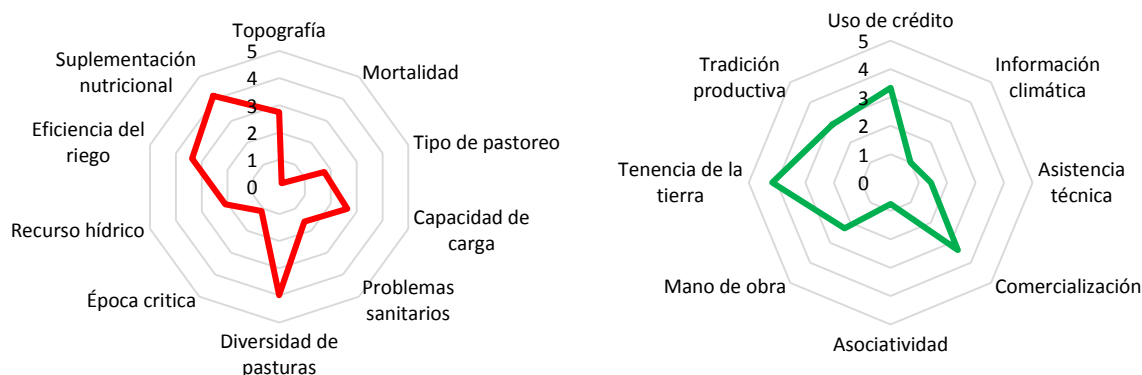 Topografía
5
4
3
2
1
0
Mortalidad
Tipo de pastoreo
Capacidad de
carga
Problemas
sanitarios
Diversidad de
pasturas
Época critica
Recurso hídrico
Eficiencia del
riego
Suplementación
nutricional
Uso de crédito
5
4
3
2
1
0
Información
climática
Asistencia
técnica
Comercialización
Asociatividad
Mano de obra
Tenencia de la
tierra
Tradición
productiva